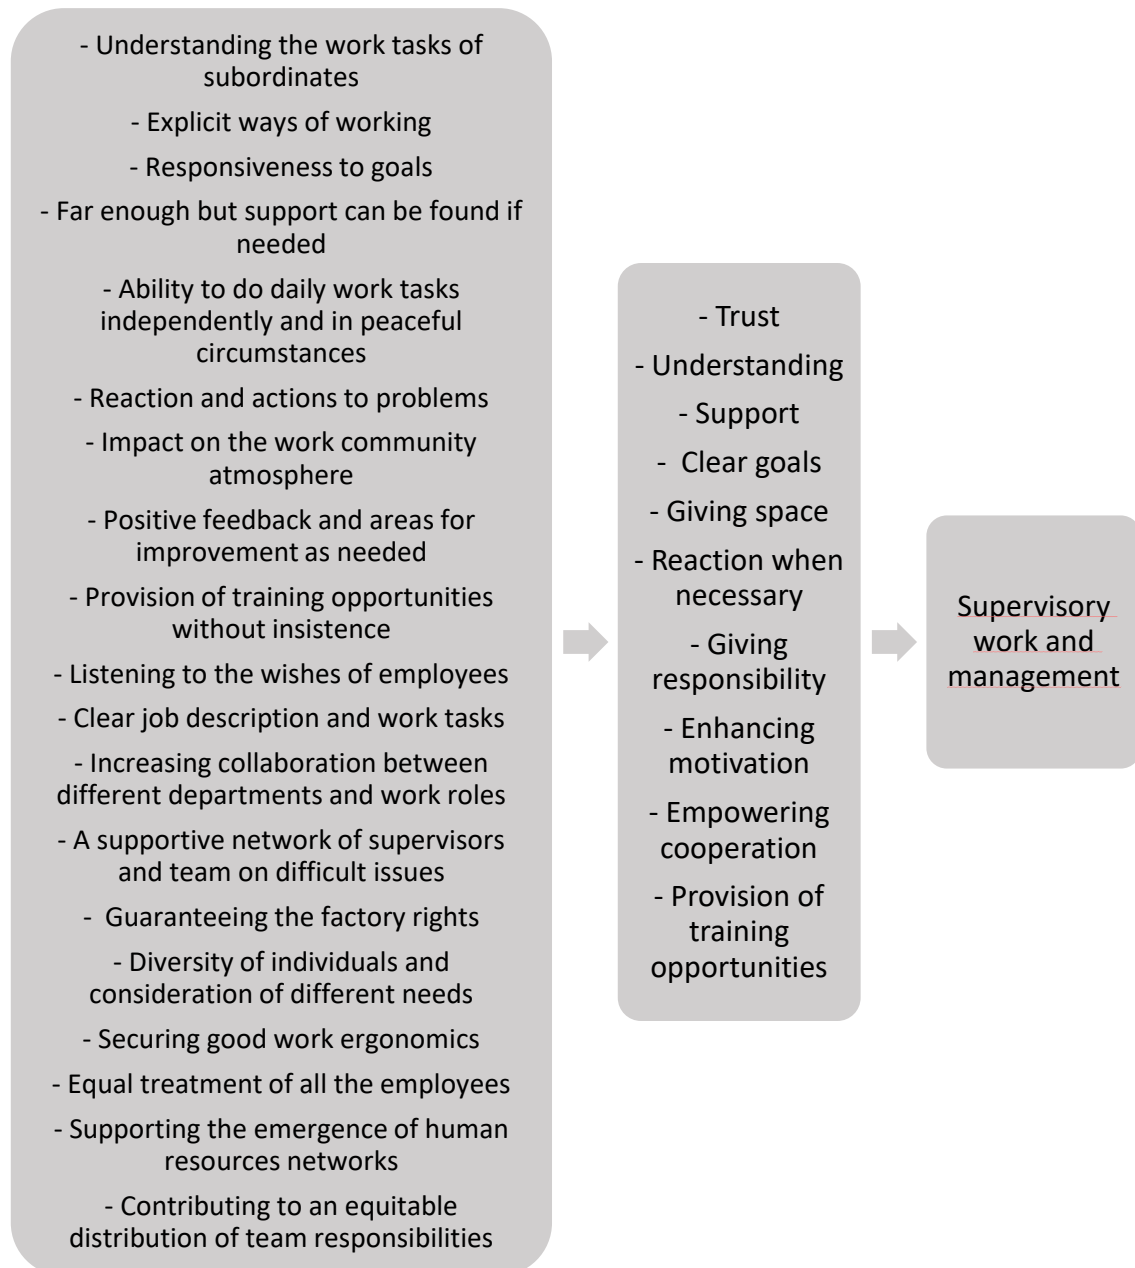 - Understanding the work tasks of
subordinates
- Explicit ways of working
- Responsiveness to goals
- Far enough but support can be found if
needed
- Ability to do daily work tasks
independently and in peaceful
circumstances
- Reaction and actions to problems
- Impact on the work community
atmosphere
- Positive feedback and areas for
improvement as needed
- Provision of training opportunities
without insistence
- Listening to the wishes of employees
- Clear job description and work tasks
- Increasing collaboration between
different departments and work roles
- A supportive network of supervisors
and team on difficult issues
- Guaranteeing the factory rights
- Diversity of individuals and
consideration of different needs
- Securing good work ergonomics
- Equal treatment of all the employees
- Supporting the emergence of human
resources networks
- Contributing to an equitable
distribution of team responsibilities
- Trust
- Understanding
- Support
- Clear goals
- Giving space
- Reaction when
necessary
- Giving
responsibility
- Enhancing
motivation
- Empowering
cooperation
- Provision of
training
opportunities
Supervisory
work and
management